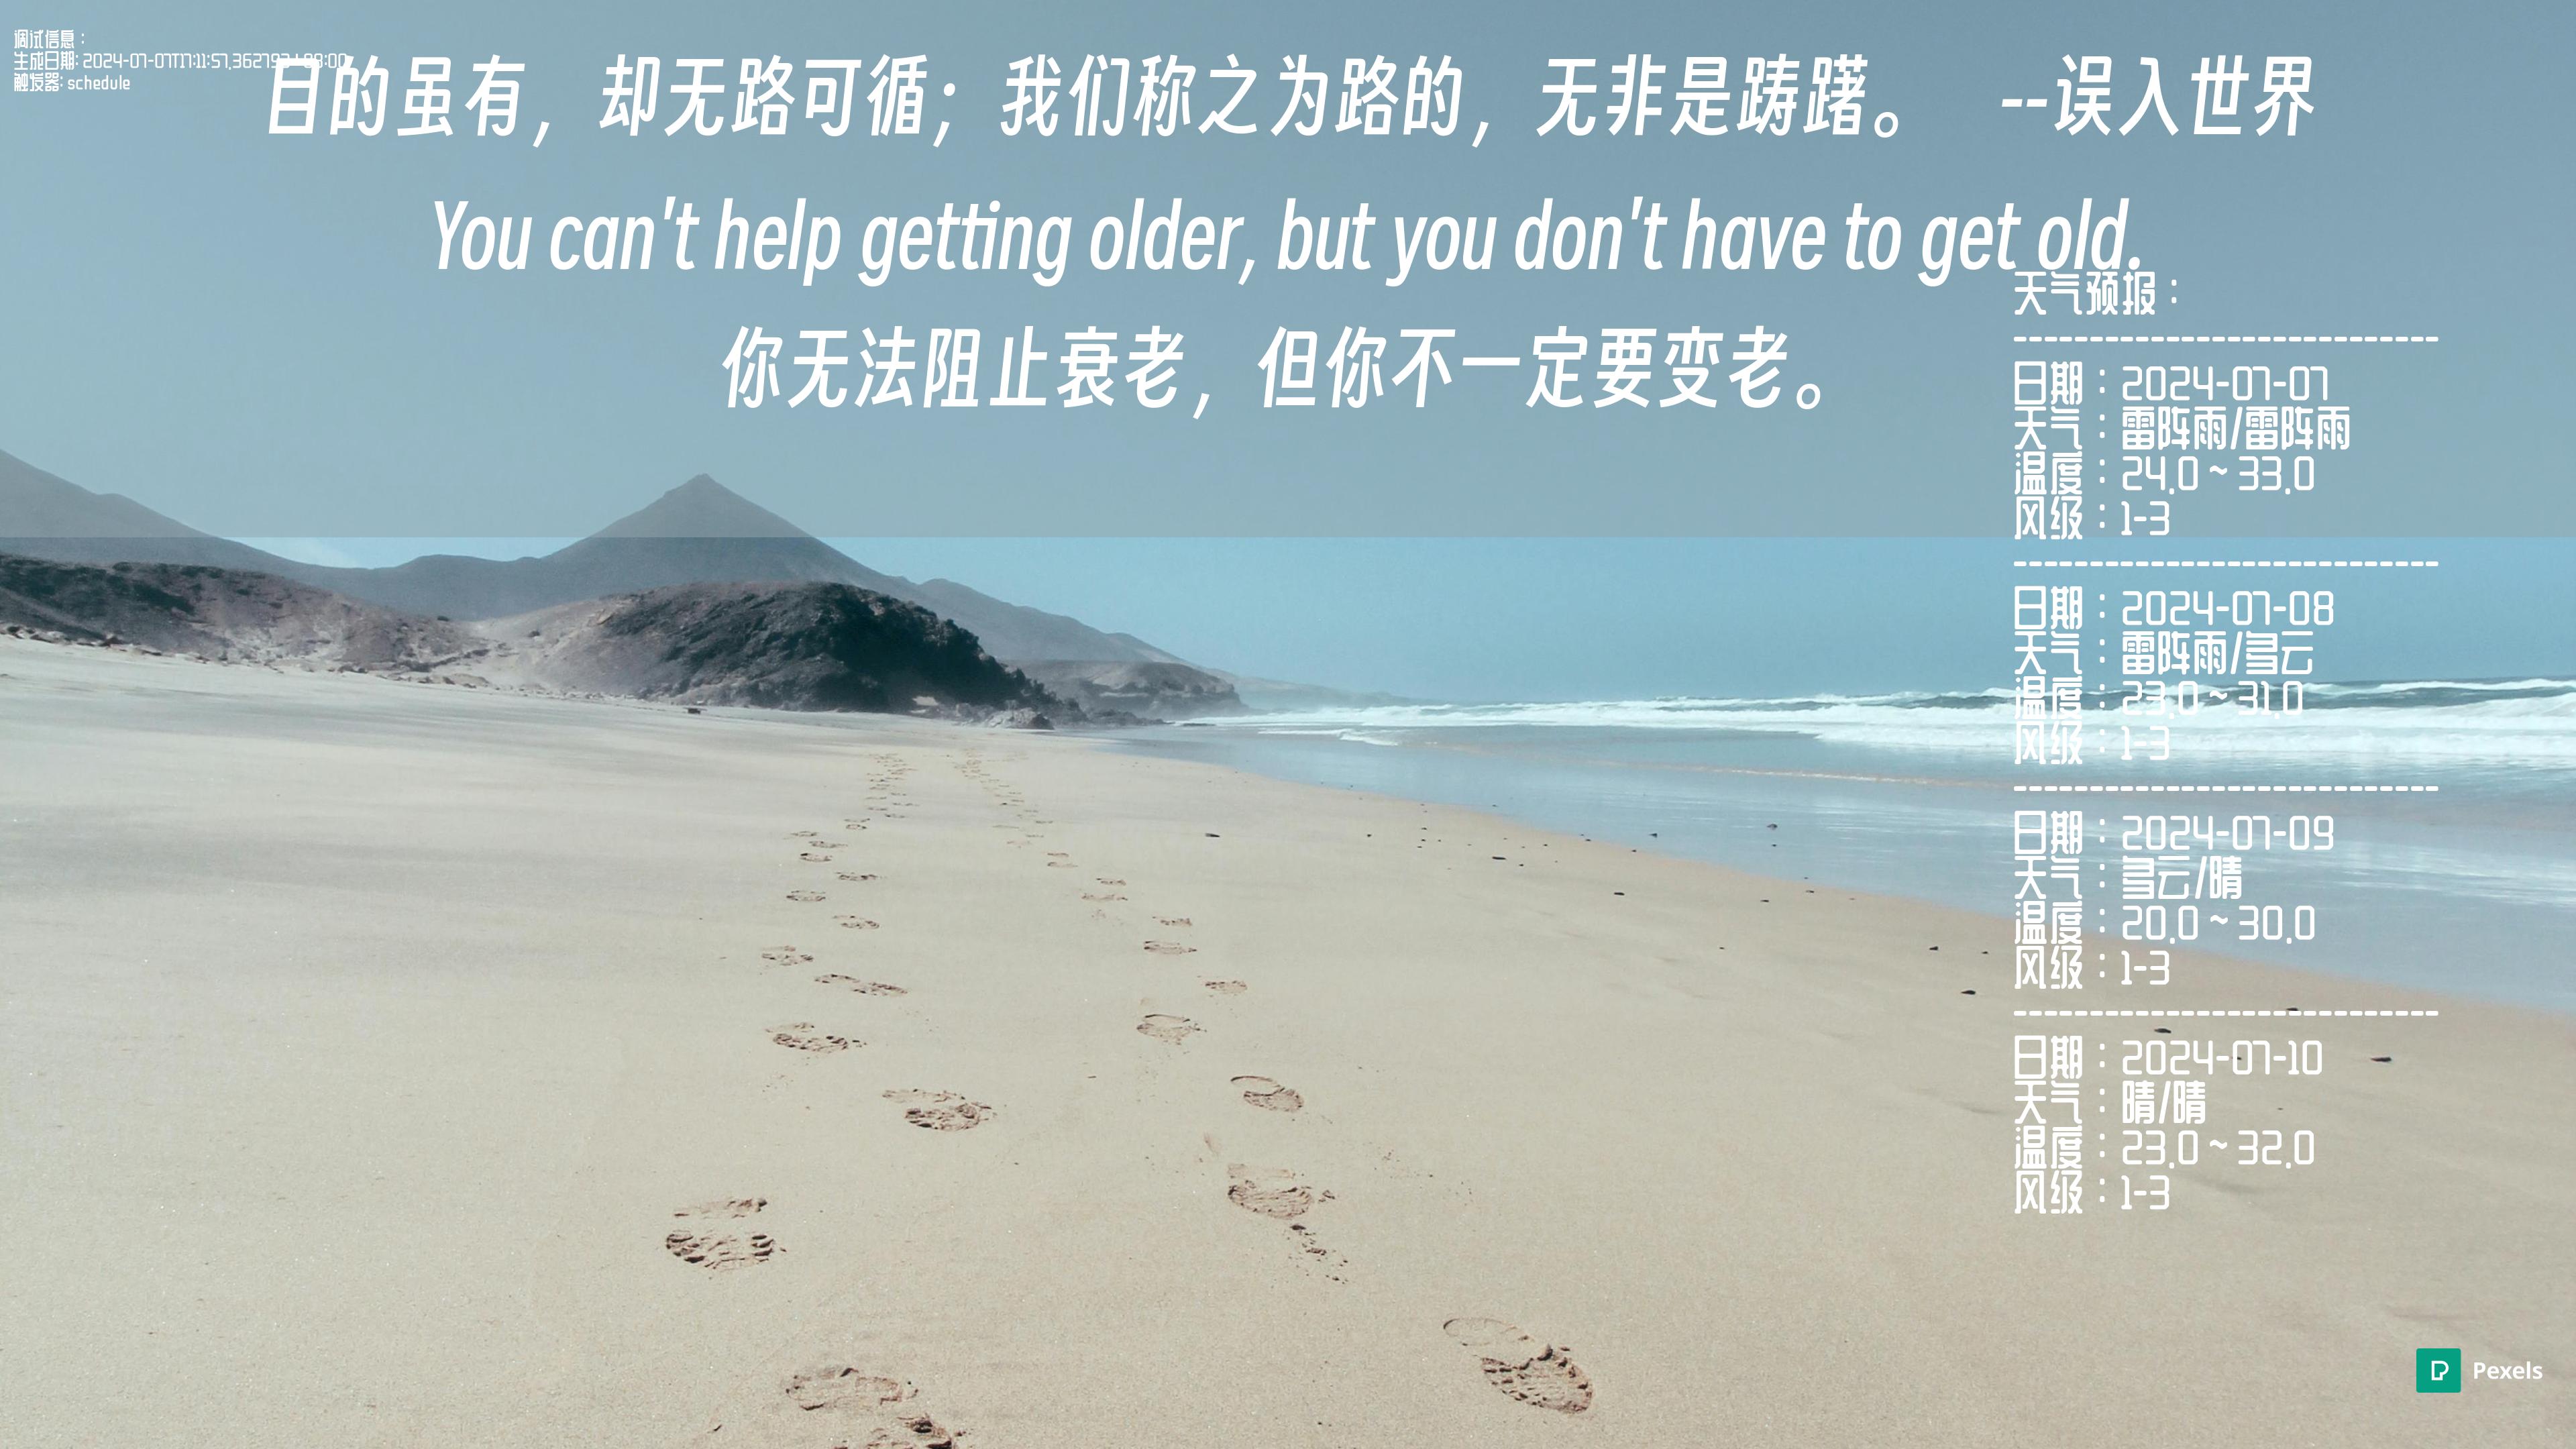 调试信息：
生成日期: 2024-07-07T17:11:57.362793+08:00
触发器: schedule
目的虽有，却无路可循；我们称之为路的，无非是踌躇。 --误入世界
You can't help getting older, but you don't have to get old.
你无法阻止衰老，但你不一定要变老。
天气预报：
----------------------------
日期：2024-07-07
天气：雷阵雨/雷阵雨
温度：24.0 ~ 33.0
风级：1-3
----------------------------
日期：2024-07-08
天气：雷阵雨/多云
温度：23.0 ~ 31.0
风级：1-3
----------------------------
日期：2024-07-09
天气：多云/晴
温度：20.0 ~ 30.0
风级：1-3
----------------------------
日期：2024-07-10
天气：晴/晴
温度：23.0 ~ 32.0
风级：1-3
Pexels